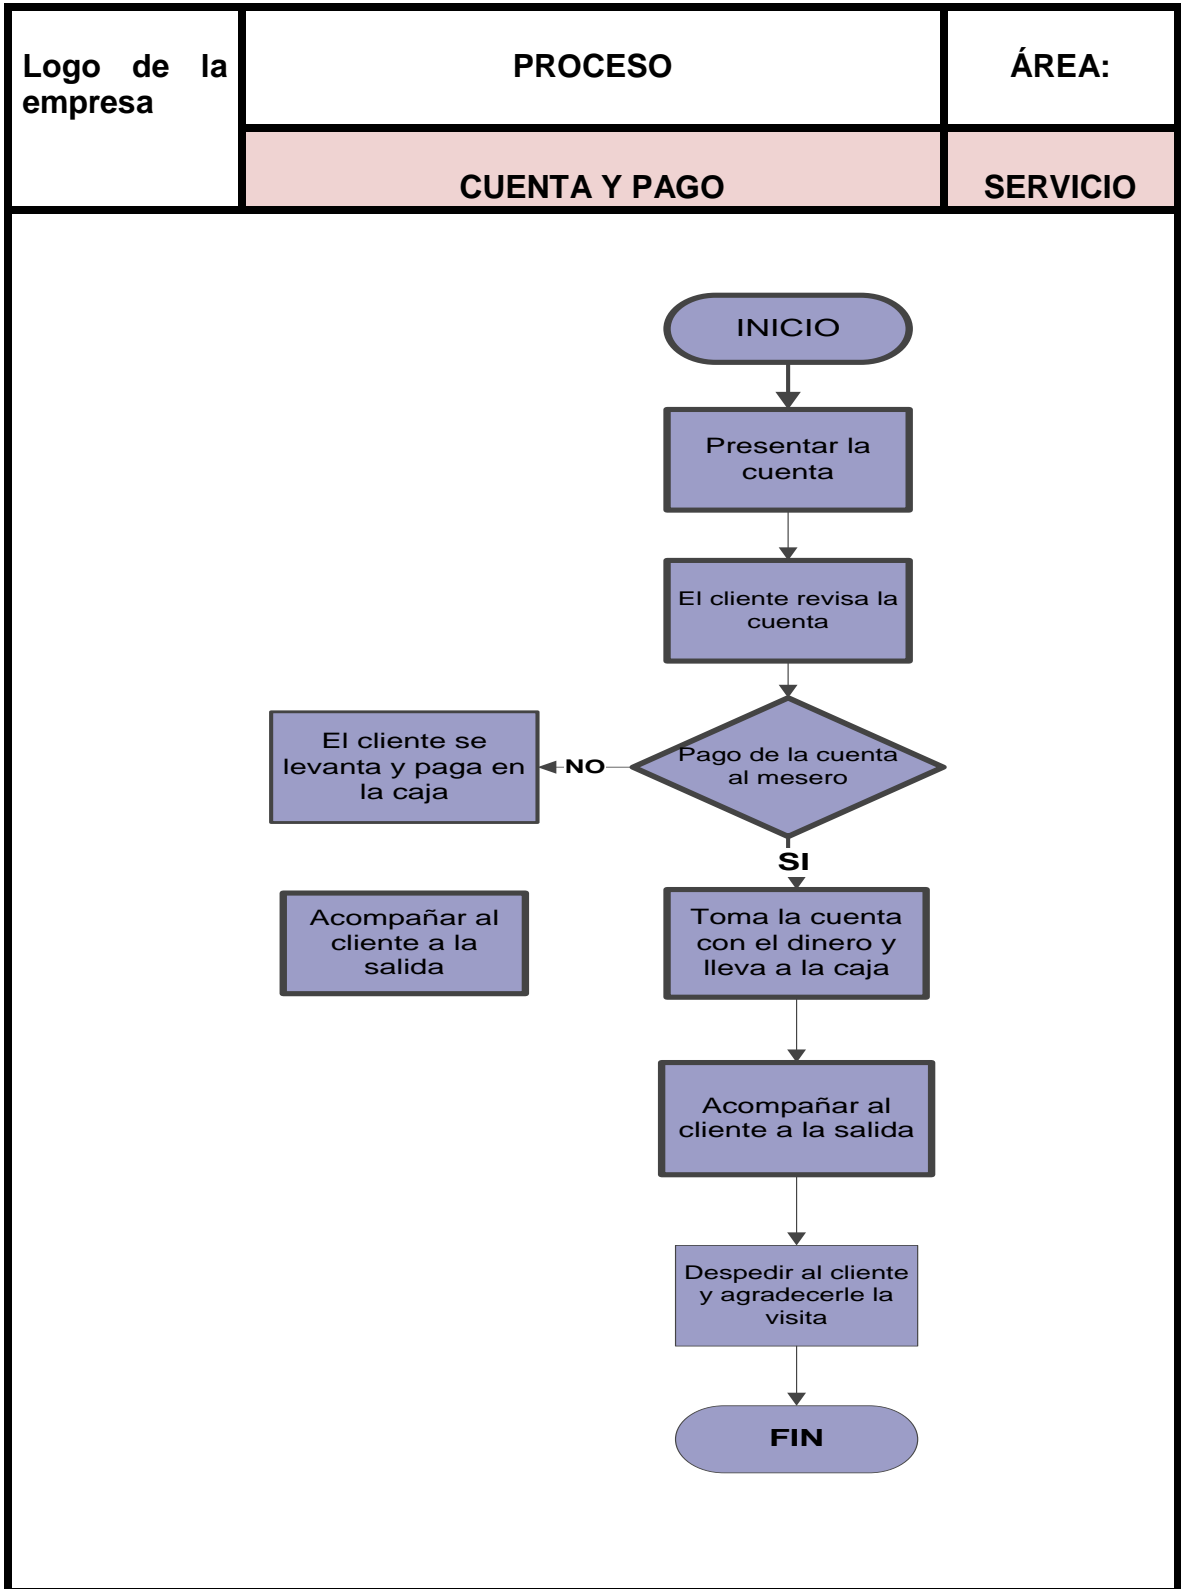 Logo de la
empresa
PROCESO
ÁREA:
CUENTA Y PAGO
SERVICIO
INICIO
Presentar la
cuenta
El cliente revisa la
cuenta
Pago de la cuenta
al mesero
NO
El cliente se
levanta y paga en
la caja
SI
Acompañar al
cliente a la
salida
Toma la cuenta
con el dinero y
lleva a la caja
Acompañar al
cliente a la salida
Despedir al cliente
y agradecerle la
visita
FIN